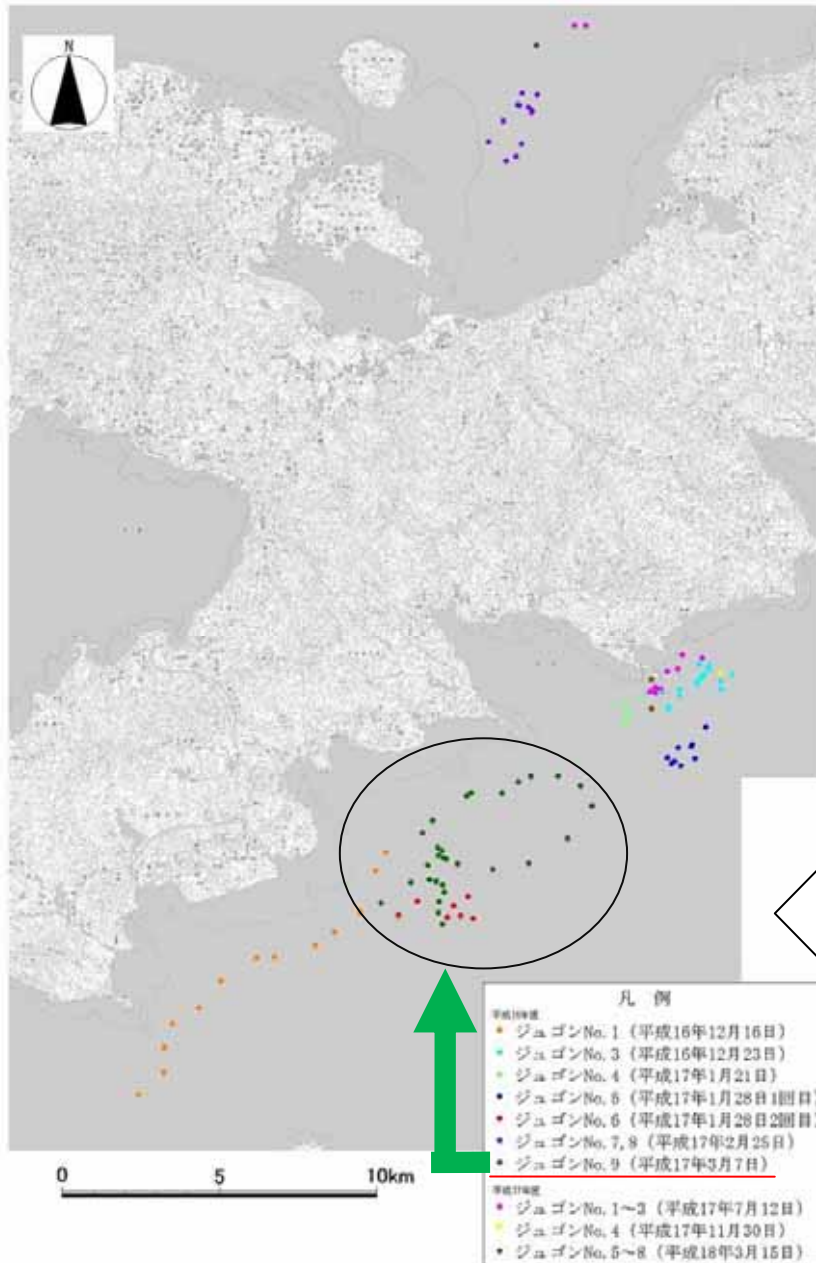 N
0 5 10km
凡 例
平成16年度
ジュゴンNo.1 (平成16年12月16日)
ジュゴンNo.3 (平成16年12月23日)
ジュゴンNo.4 (平成17年1月21日)
ジュゴンNo.5 (平成17年1月28日1回目)
ジュゴンNo.6 (平成17年1月28日2回目)
ジュゴンNo.7,8 (平成17年2月25日)
ジュゴンNo.9 (平成17年3月7日)
平成17年度
ジュゴンNo.1~3 (平成17年7月12日)
ジュゴンNo.4 (平成17年11月30日)
ジュゴンNo.5~8 (平成18年3月15日)